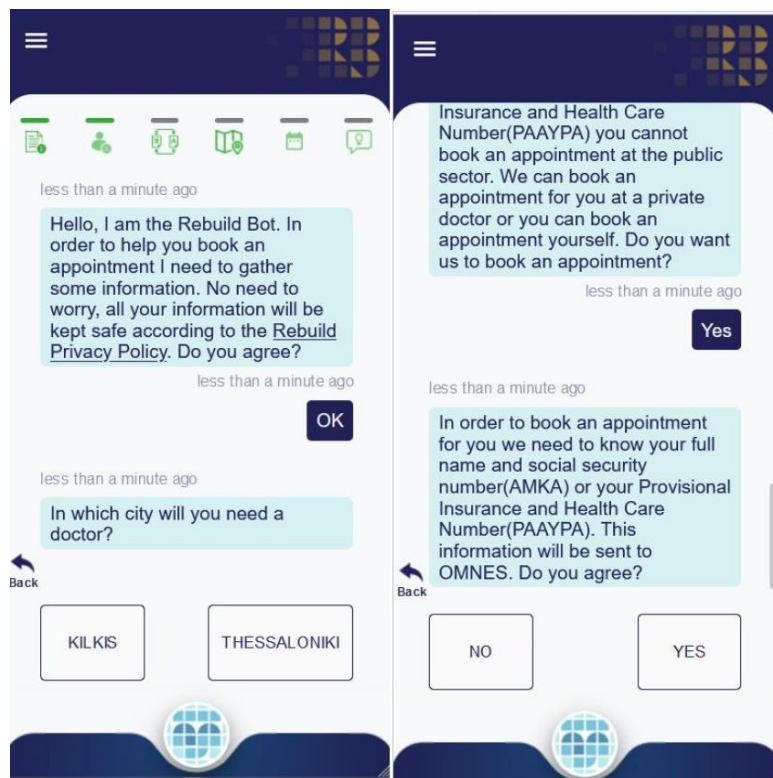 less than a minute ago
Hello, I am the Rebuild Bot. In
order to help you book an
appointment I need to gather
some information. No need to
worry, all your information will be
kept safe according to the Rebuild
Privacy Policy. Do you agree?
less than a minute ago
OK
less than a minute ago
In which city will you need a
doctor?
Back
KILKIS
THESSALONIKI
Insurance and Health Care
Number(PAAYPA) you cannot
book an appointment at the public
sector. We can book an
appointment for you at a private
doctor or you can book an
appointment yourself. Do you want
us to book an appointment?
less than a minute ago
Yes
less than a minute ago
In order to book an appointment
for you we need to know your full
name and social security
number(AMKA) or your Provisional
Insurance and Health Care
Number(PAAYPA). This
information will be sent to
OMNES. Do you agree?
Back
NO
YES